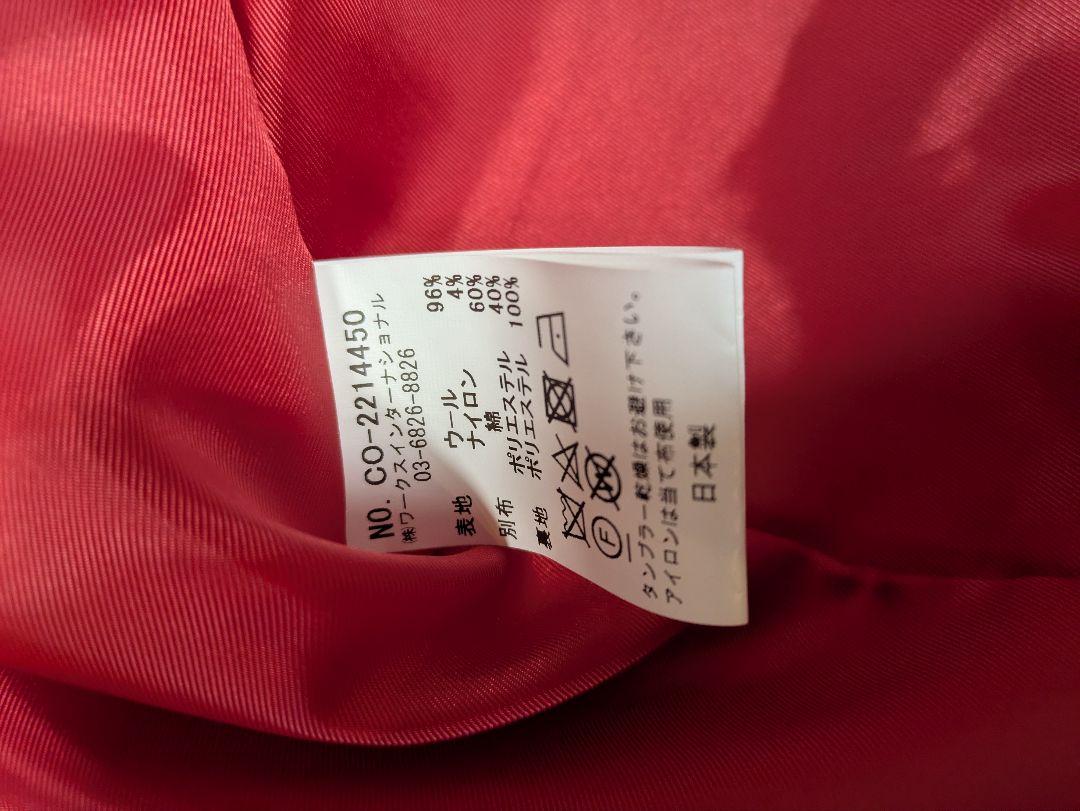 NO. CO-2214450
㈱ワークスインターナショナル
03-6826-8826
表地 ウール 96%
ナイロン 4%
別布 綿 60%
ポリエステル 40%
裏地 ポリエステル 100%
F W
タンブラー乾燥はお避け下さい。
アイロンは当て布使用
日本製